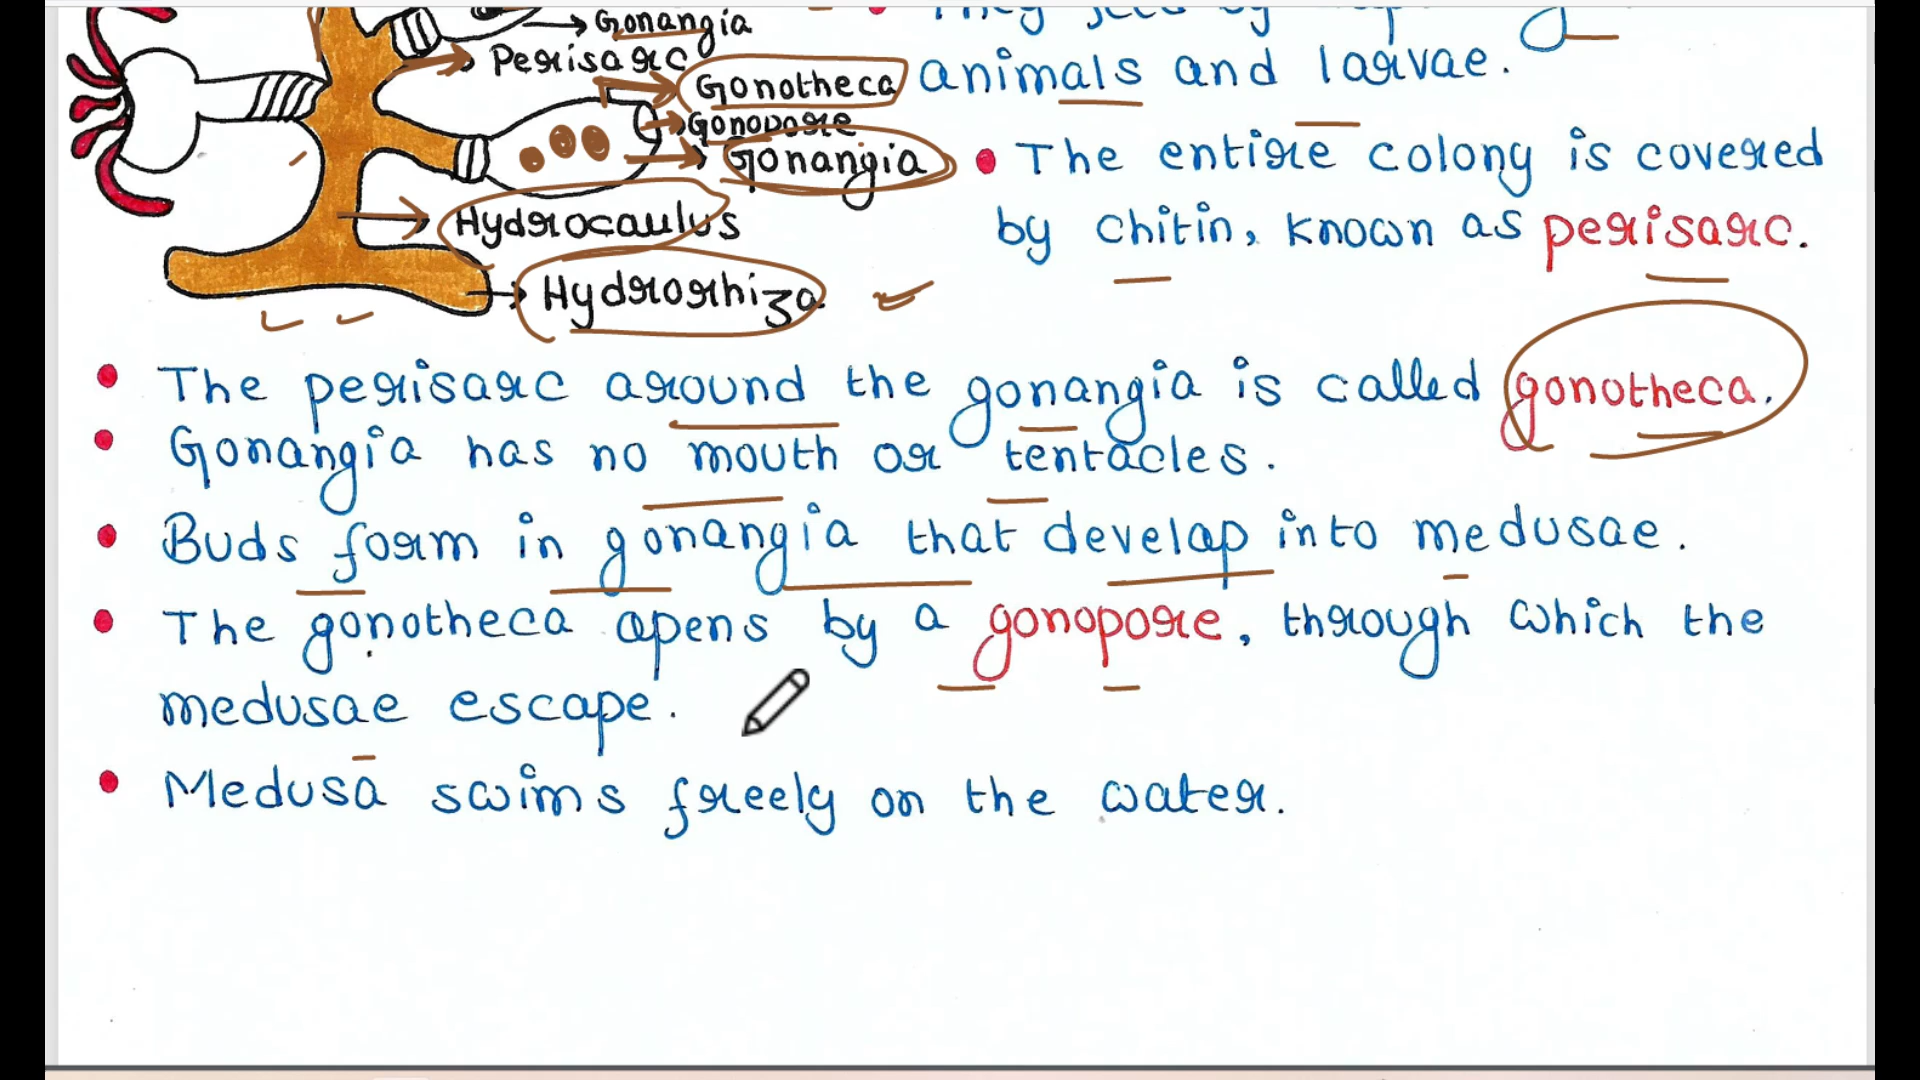 Gonangia
Perisarc
Gonotheca
Gonopore
Gonangia
Hydrocaulus
Hydrorhiza
They feed by
animals and larvae.
The entire colony is covered
by chitin, known as perisarc.
The perisarc around the gonangia is called gonotheca.
Gonangia has no mouth or tentacles.
Buds form in gonangia that develop into medusae.
The gonotheca opens by a gonopore, through which the
medusae escape.
Medusa swims freely on the water.